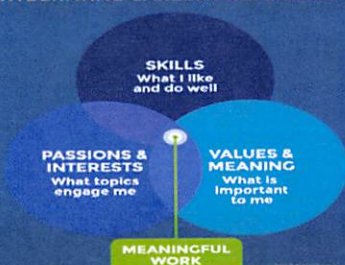 SKILLS
What I like
and do well
PASSIONS &
INTERESTS
What topics
engage me
VALUES &
MEANING
What is
important
to me
MEANINGFUL
WORK